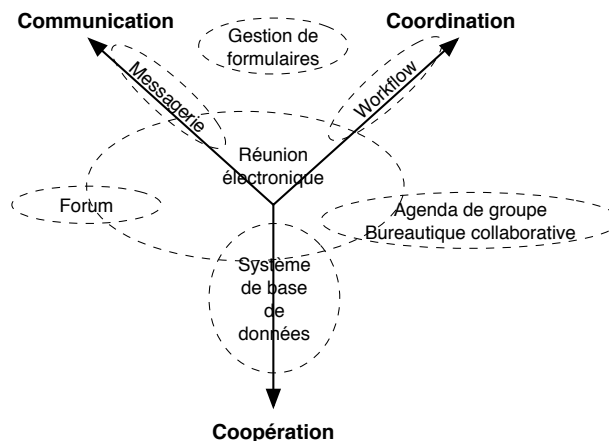 Communication
Coordination
Gestion de
formulaires
Messagerie
Workflow
Réunion
électronique
Forum
Agenda de groupe
Bureautique collaborative
Système
de base
de
données
Coopération